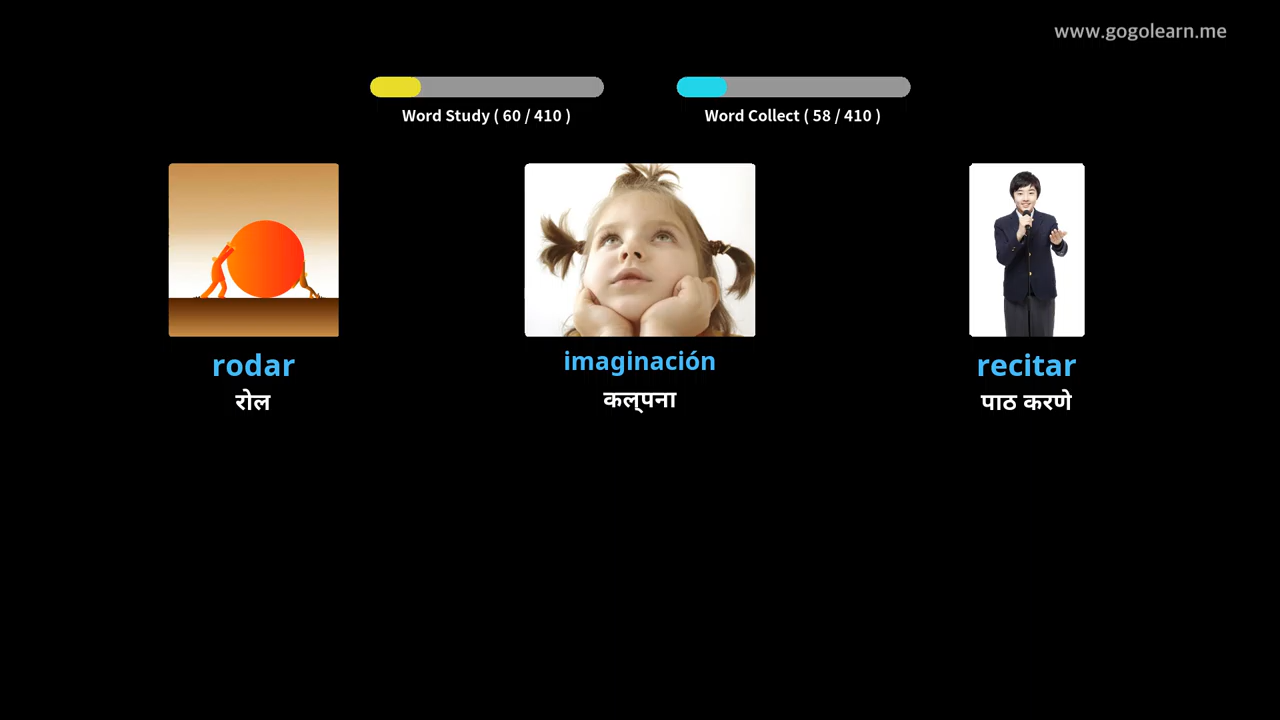 www.gogolearn.me
Word Study ( 60 / 410 )
Word Collect ( 58 / 410 )
rodar
imaginación
recitar
रोल
कल्‌पना
पाठ करणे